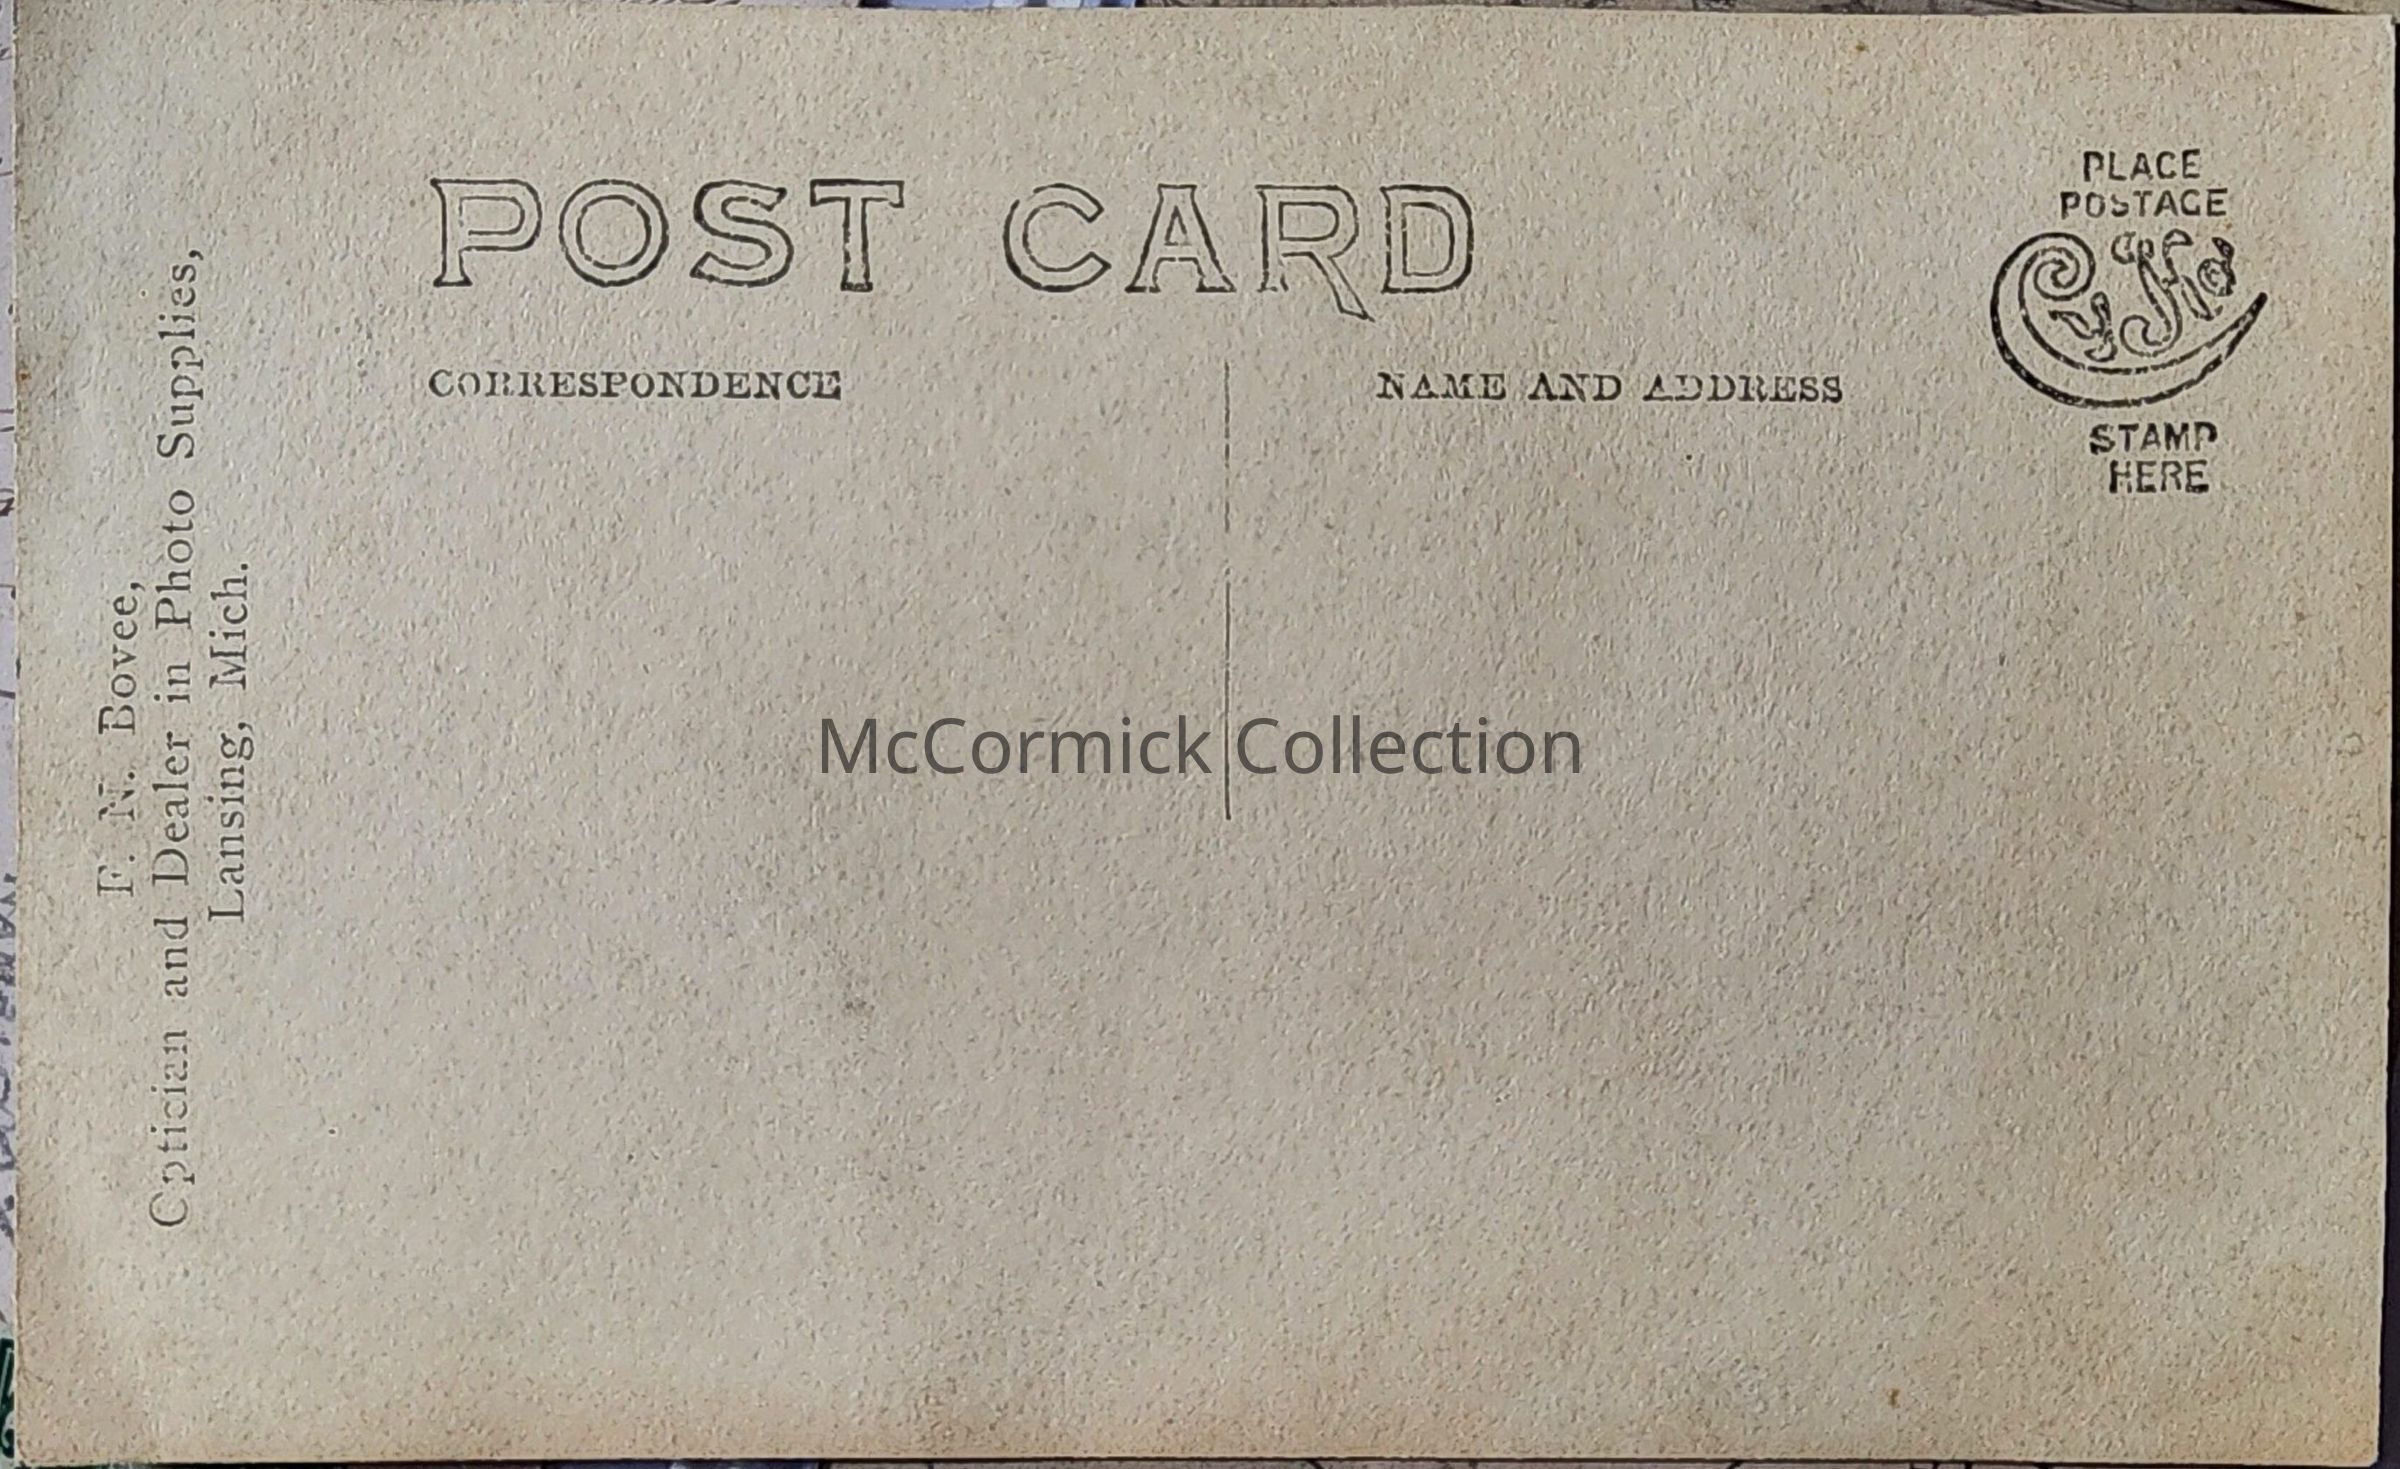 PLACE
POSTAGE
CyKo
STAMP
HERE
POST CARD
CORRESPONDENCE
NAME AND ADDRESS
F. N. Bovee,
Optician and Dealer in Photo Supplies,
Lansing, Mich.
McCormick Collection